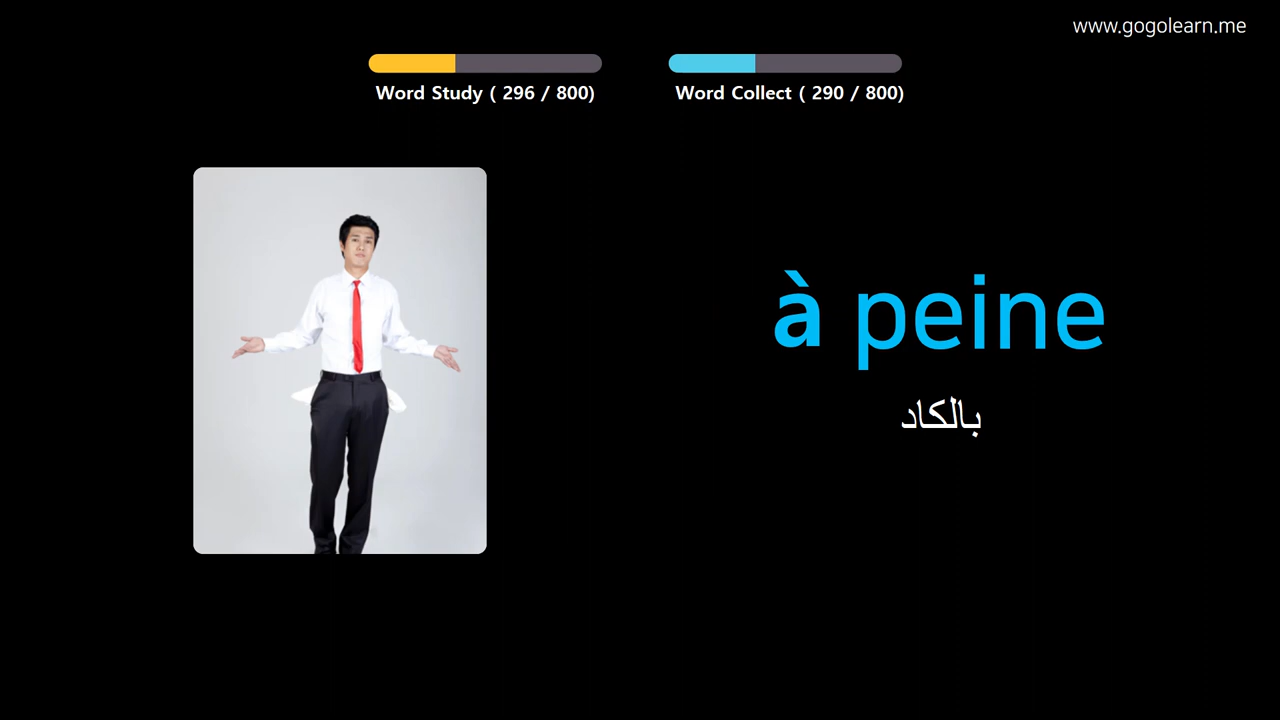 www.gogolearn.me
Word Study ( 296 / 800)
Word Collect ( 290 / 800)
à peine
بالكاد